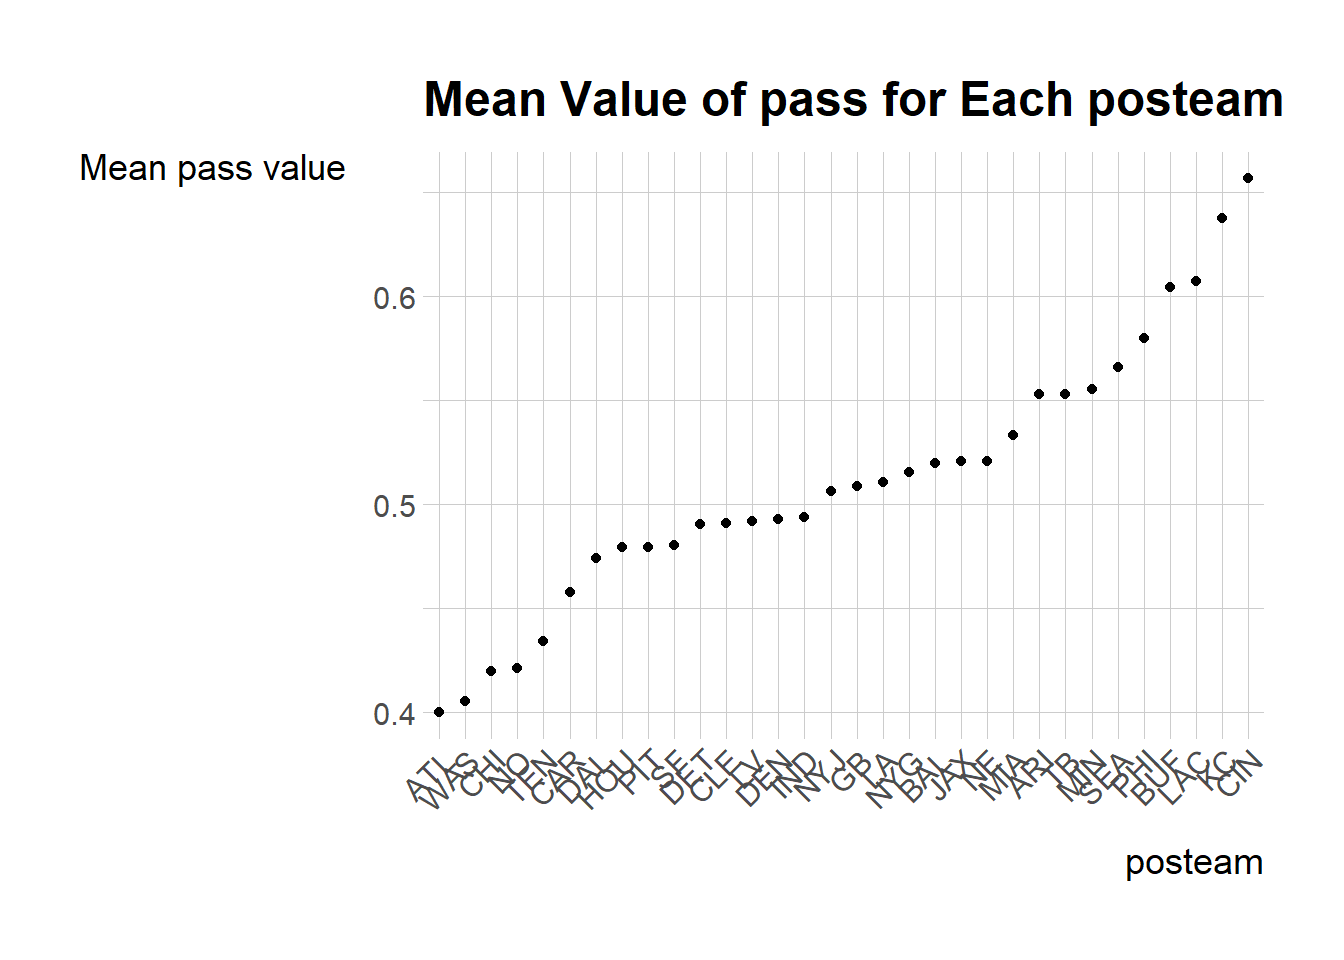 Mean Value of pass for Each posteam
Mean pass value
0.6
0.5
0.4
ATL
WAS
CHI
NO
TEN
CAR
DAL
HOU
PIT
SF
DET
CLE
LV
DEN
IND
NYJ
GB
LA
NYG
BAL
JAX
NE
MIA
ARI
TB
MIN
SEA
PHI
BUF
LAC
KC
CIN
posteam